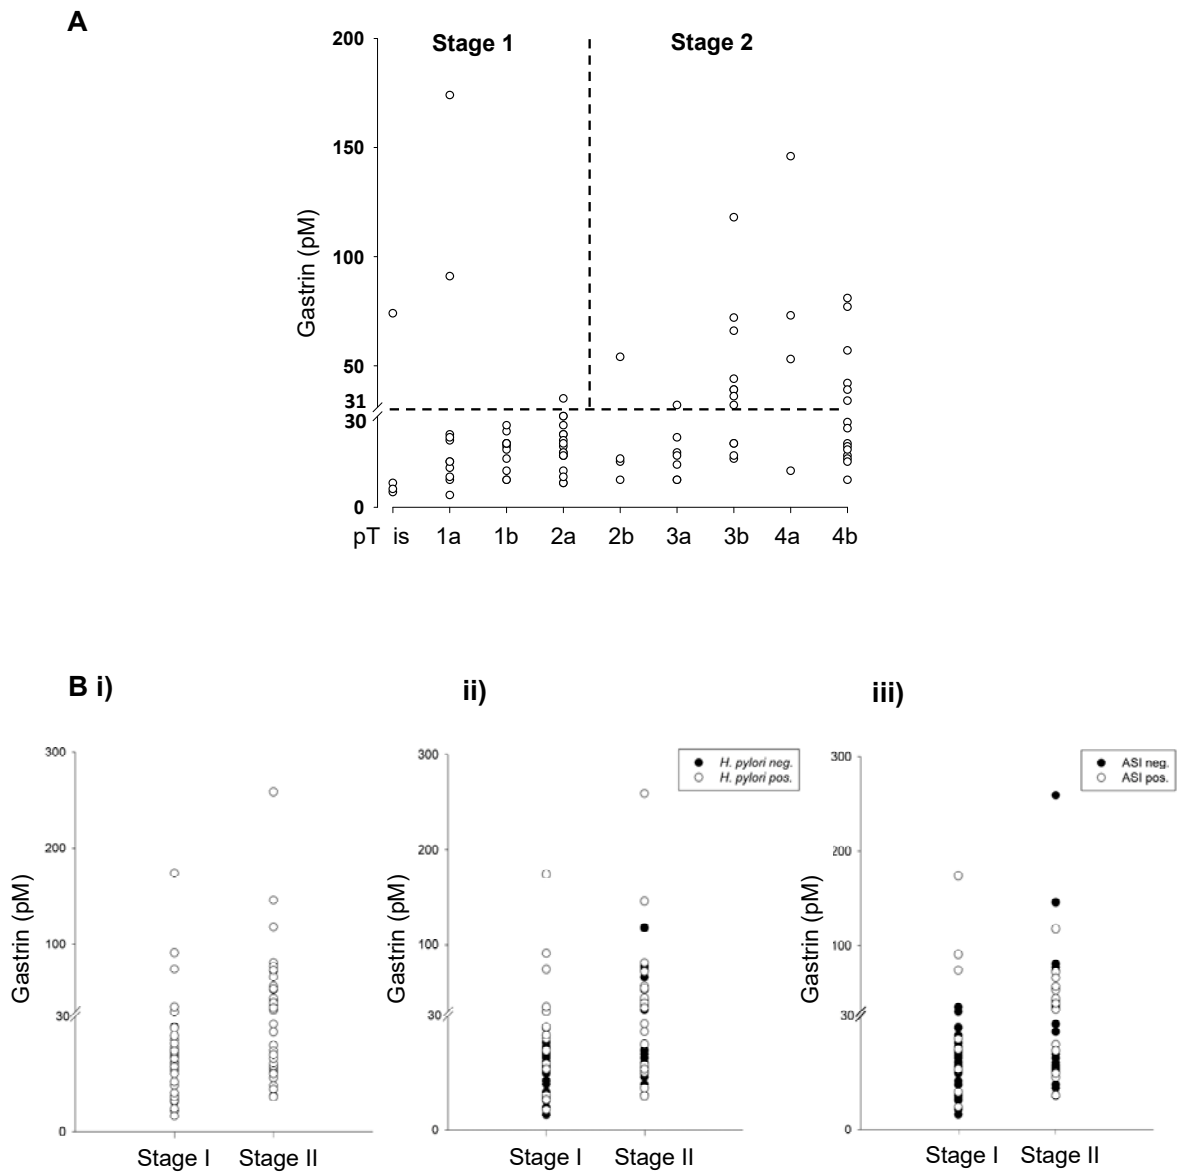 A
Stage 1 Stage 2
200
150
100
50
31
30
0
Gastrin (pM)
pT is 1a 1b 2a 2b 3a 3b 4a 4b
B i) ii) iii)
300
200
100
30
0
Gastrin (pM)
Stage I Stage II
H. pylori neg.
H. pylori pos.
300
200
100
30
0
Gastrin (pM)
Stage I Stage II
ASI neg.
ASI pos.
300
200
100
30
0
Gastrin (pM)
Stage I Stage II